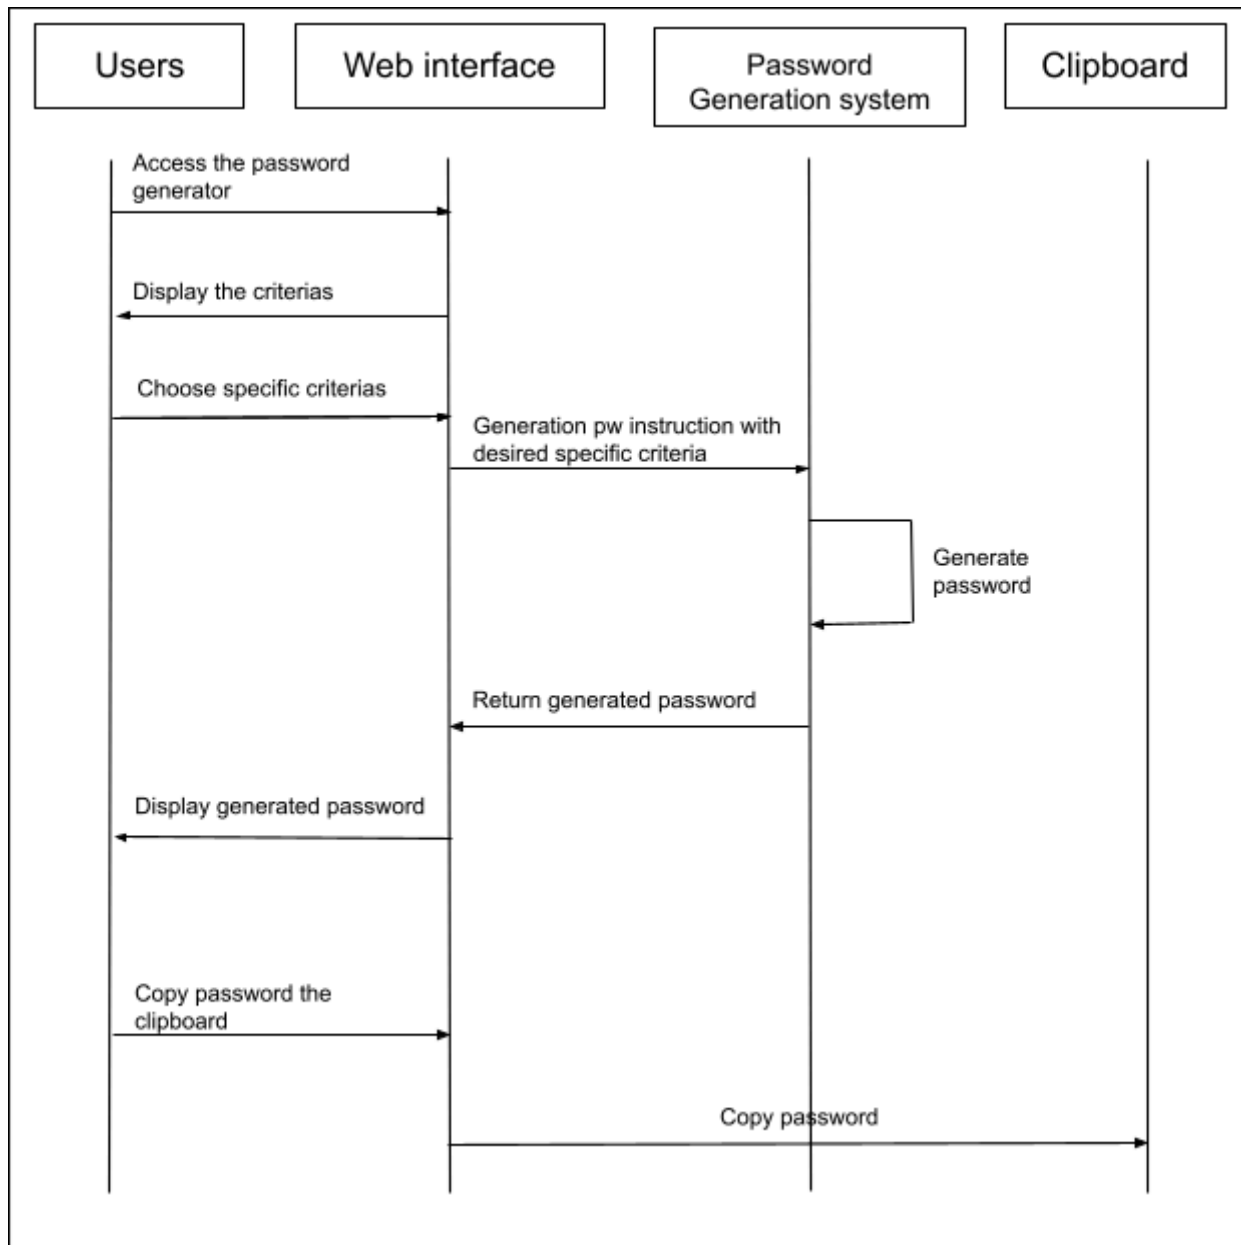 Users
Web interface
Password
Generation system
Clipboard
Access the password
generator
Display the criterias
Choose specific criterias
Generation pw instruction with
desired specific criteria
Generate
password
Return generated password
Display generated password
Copy password the
clipboard
Copy password